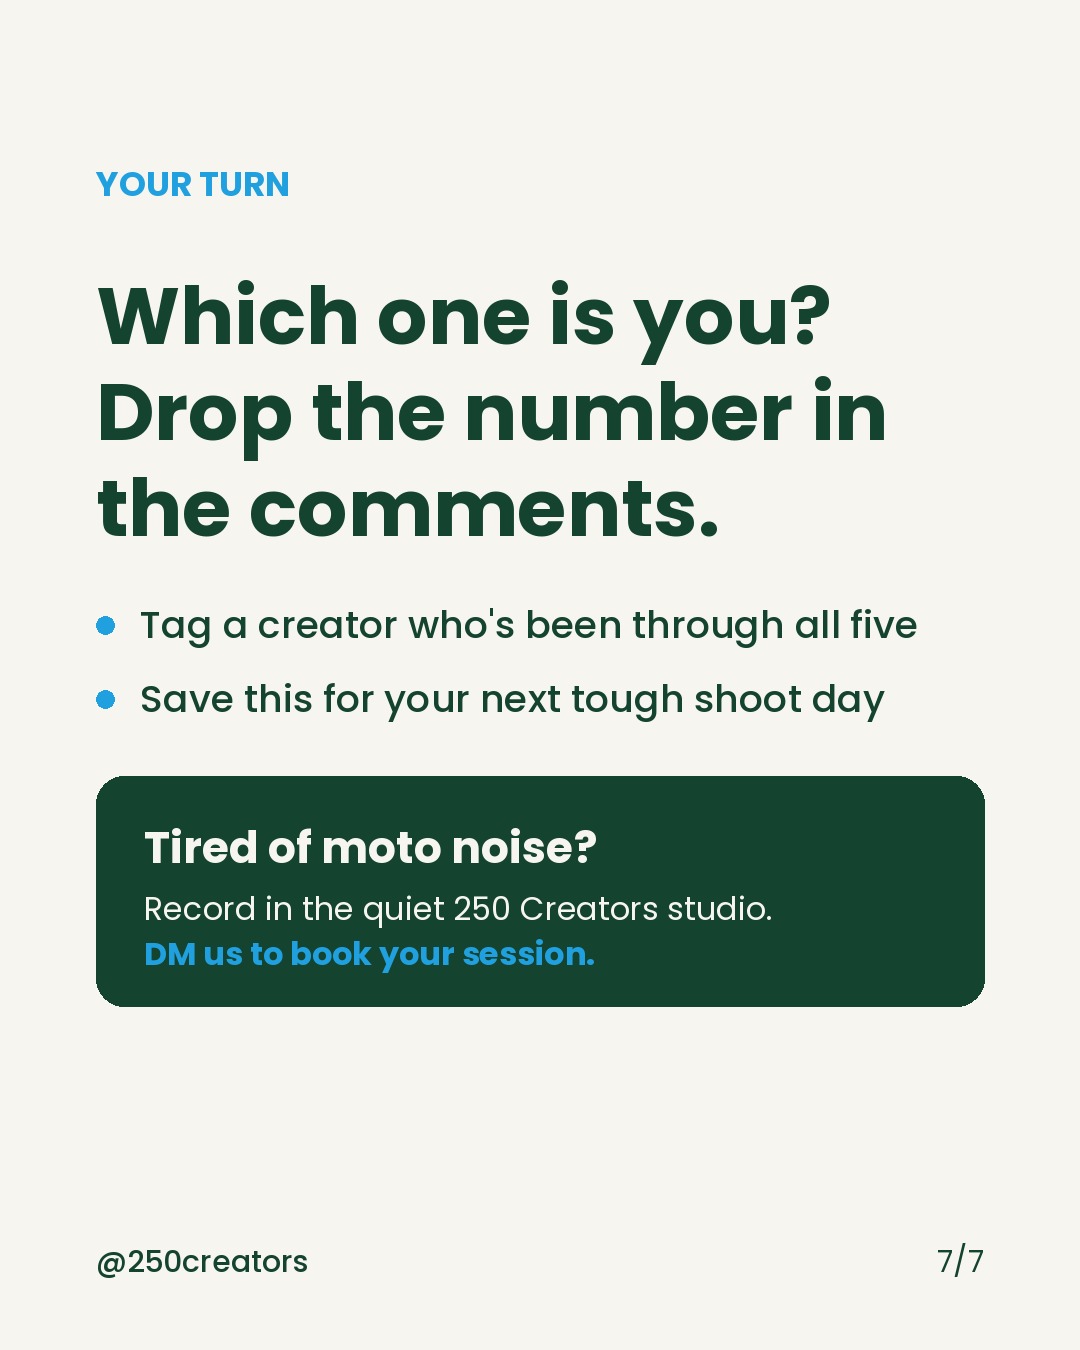 YOUR TURN
Which one is you?
Drop the number in
the comments.
Tag a creator who's been through all five
Save this for your next tough shoot day
Tired of moto noise?
Record in the quiet 250 Creators studio.
DM us to book your session.
@250creators
7/7